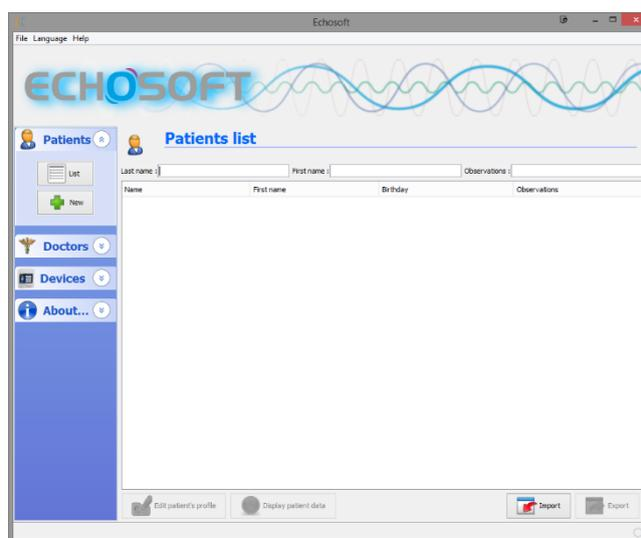 Echosoft
File Language Help
ECHOSOFT
Patients
List
New
Doctors
Devices
About...
Patients list
Last name : First name : Observations :
Name First name Birthday Observations
Edit patient's profile Display patient data Import Export